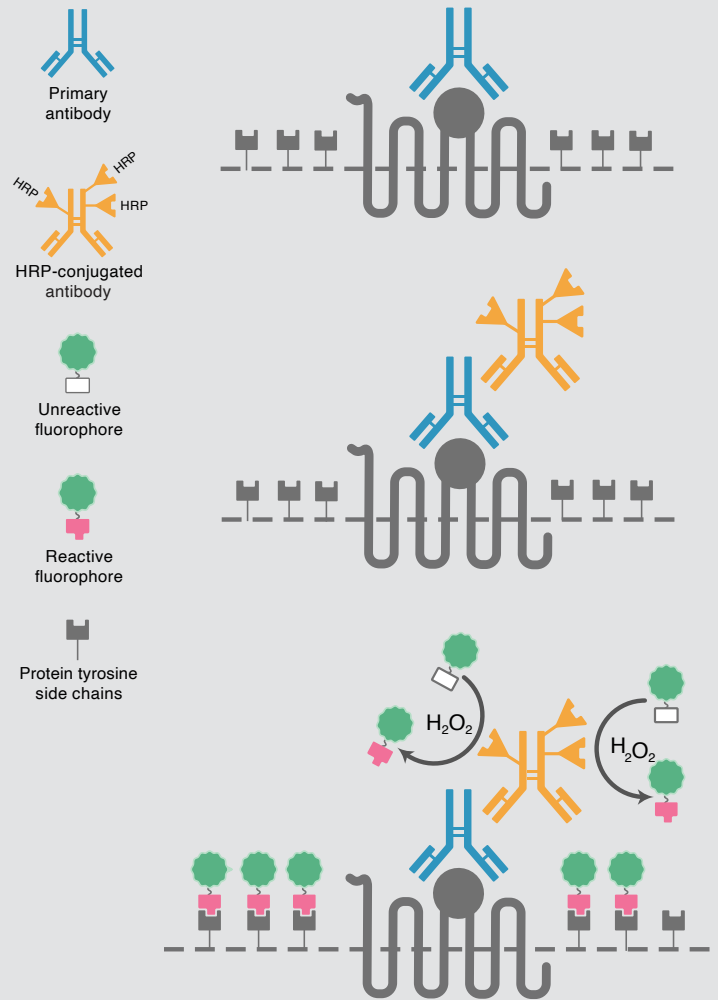 Primary
antibody
HRP
HRP
HRP
HRP-conjugated
antibody
Unreactive
fluorophore
Reactive
fluorophore
Protein tyrosine
side chains
H₂O₂
H₂O₂